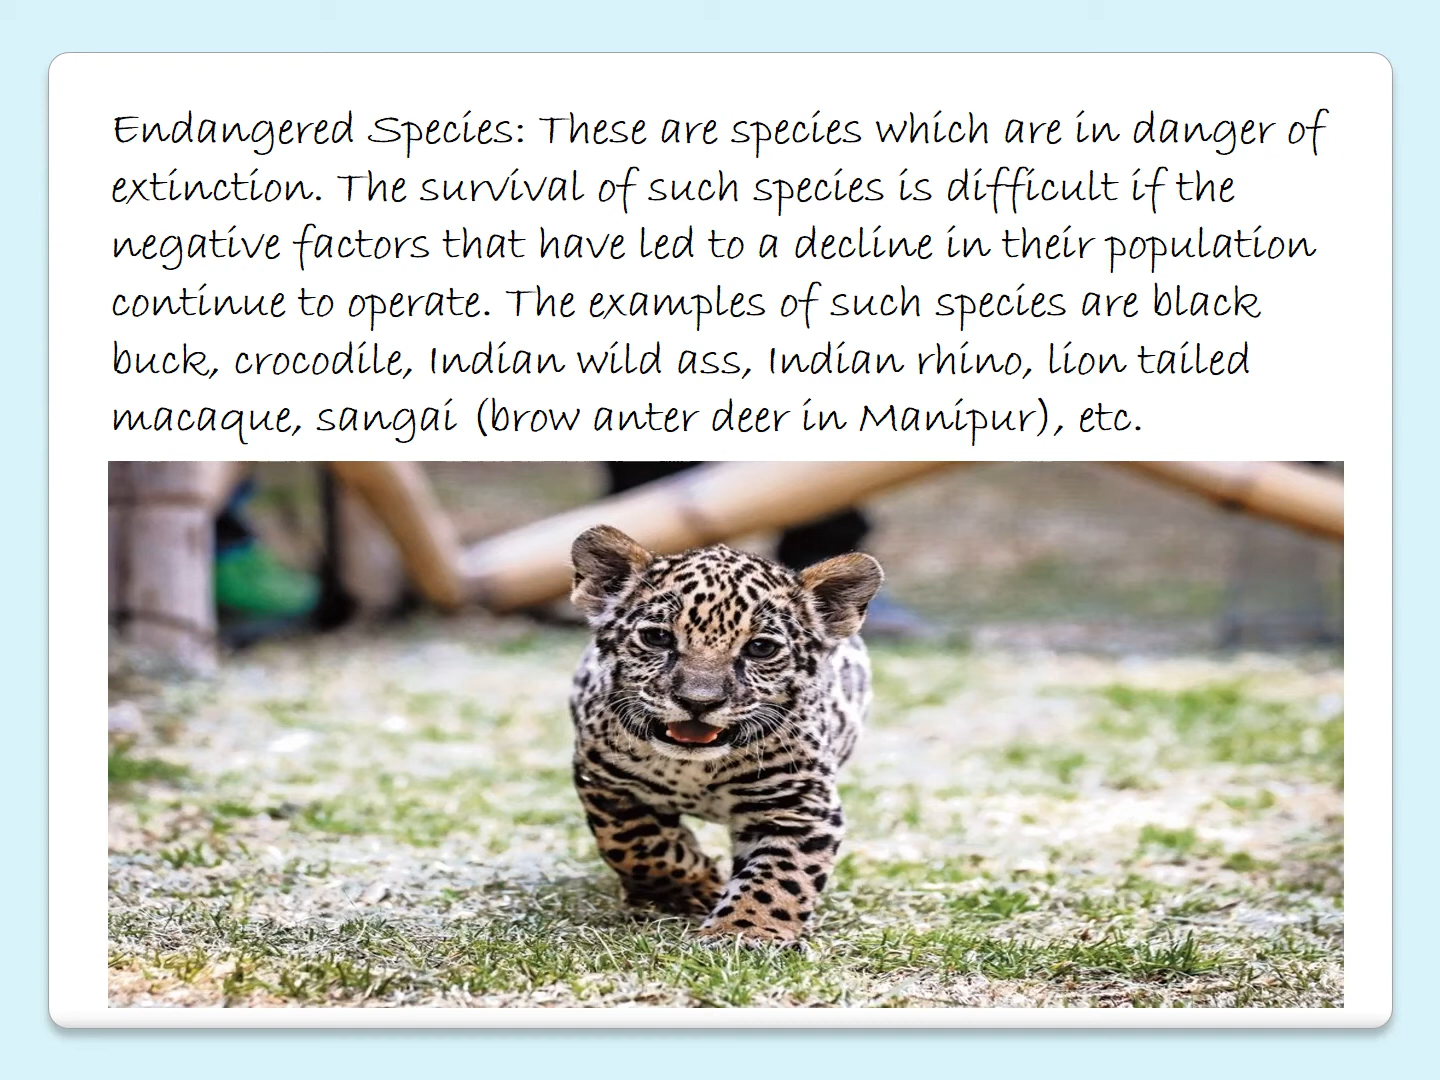 Endangered Species: These are species which are in danger of
extinction. The survival of such species is difficult if the
negative factors that have led to a decline in their population
continue to operate. The examples of such species are black
buck, crocodile, Indian wild ass, Indian rhino, lion tailed
macaque, sangai (brow anter deer in Manipur), etc.